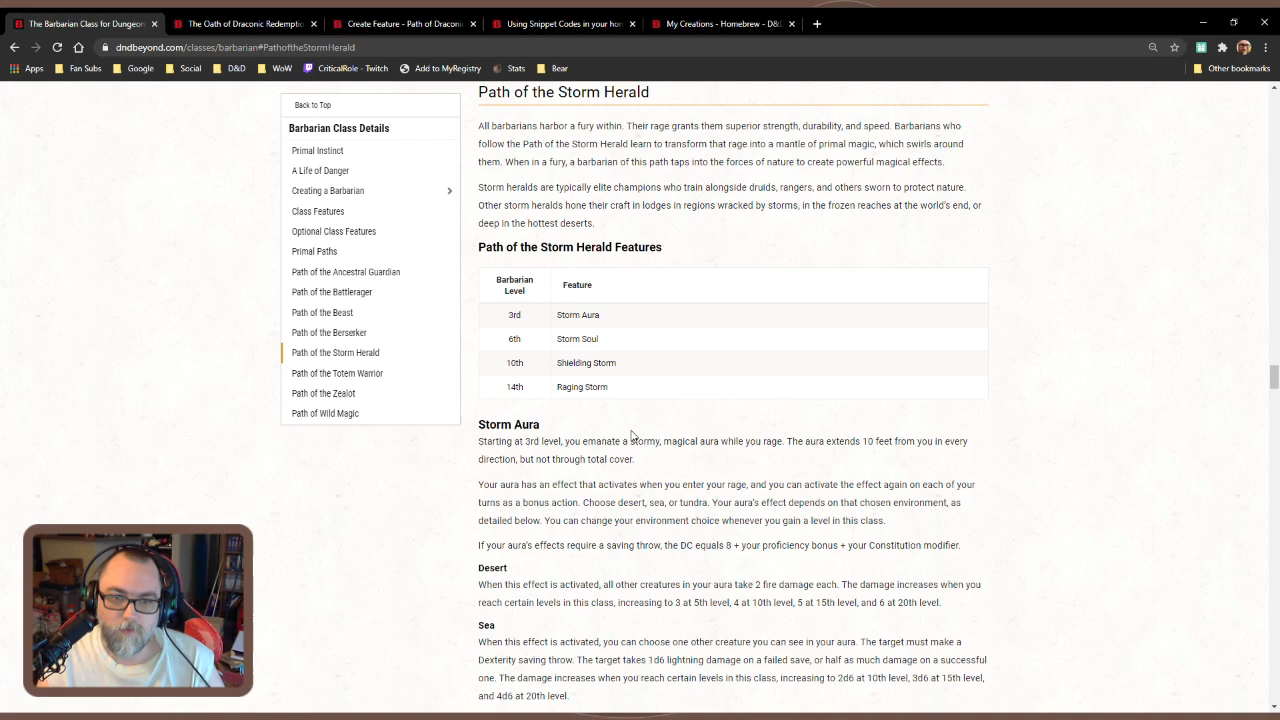 The Barbarian Class for Dungeon
The Oath of Draconic Redemption
Create Feature - Path of Draconi
Using Snippet Codes in your hom
My Creations - Homebrew - D&D
dndbeyond.com/classes/barbarian#PathoftheStormHerald
Apps
Fan Subs
Google
Social
D&D
WoW
CriticalRole - Twitch
Add to MyRegistry
Stats
Bear
Other bookmarks
Back to Top
Barbarian Class Details
Primal Instinct
A Life of Danger
Creating a Barbarian
Class Features
Optional Class Features
Primal Paths
Path of the Ancestral Guardian
Path of the Battlerager
Path of the Beast
Path of the Berserker
Path of the Storm Herald
Path of the Totem Warrior
Path of the Zealot
Path of Wild Magic
Path of the Storm Herald
All barbarians harbor a fury within. Their rage grants them superior strength, durability, and speed. Barbarians who
follow the Path of the Storm Herald learn to transform that rage into a mantle of primal magic, which swirls around
them. When in a fury, a barbarian of this path taps into the forces of nature to create powerful magical effects.
Storm heralds are typically elite champions who train alongside druids, rangers, and others sworn to protect nature.
Other storm heralds hone their craft in lodges in regions wracked by storms, in the frozen reaches at the world's end, or
deep in the hottest deserts.
Path of the Storm Herald Features
Barbarian
Level
Feature
3rd Storm Aura
6th Storm Soul
10th Shielding Storm
14th Raging Storm
Storm Aura
Starting at 3rd level, you emanate a stormy, magical aura while you rage. The aura extends 10 feet from you in every
direction, but not through total cover.
Your aura has an effect that activates when you enter your rage, and you can activate the effect again on each of your
turns as a bonus action. Choose desert, sea, or tundra. Your aura's effect depends on that chosen environment, as
detailed below. You can change your environment choice whenever you gain a level in this class.
If your aura's effects require a saving throw, the DC equals 8 + your proficiency bonus + your Constitution modifier.
Desert
When this effect is activated, all other creatures in your aura take 2 fire damage each. The damage increases when you
reach certain levels in this class, increasing to 3 at 5th level, 4 at 10th level, 5 at 15th level, and 6 at 20th level.
Sea
When this effect is activated, you can choose one other creature you can see in your aura. The target must make a
Dexterity saving throw. The target takes 1d6 lightning damage on a failed save, or half as much damage on a successful
one. The damage increases when you reach certain levels in this class, increasing to 2d6 at 10th level, 3d6 at 15th level,
and 4d6 at 20th level.